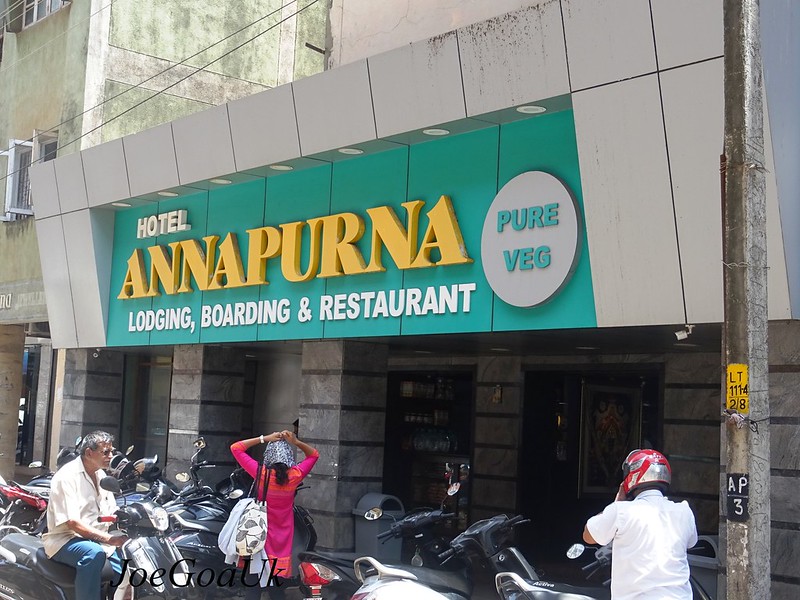 HOTEL
ANNAPURNA
LODGING, BOARDING & RESTAURANT
PURE
VEG
LT
1114
2/8
AP
3
JoeGoaUk